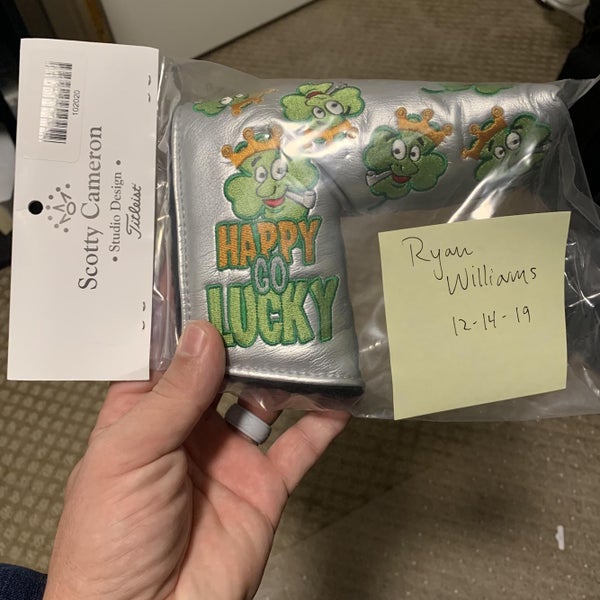 102020
Scotty Cameron
• Studio Design •
Titleist
HAPPY
GO
LUCKY
Ryan
Williams
12-14-19